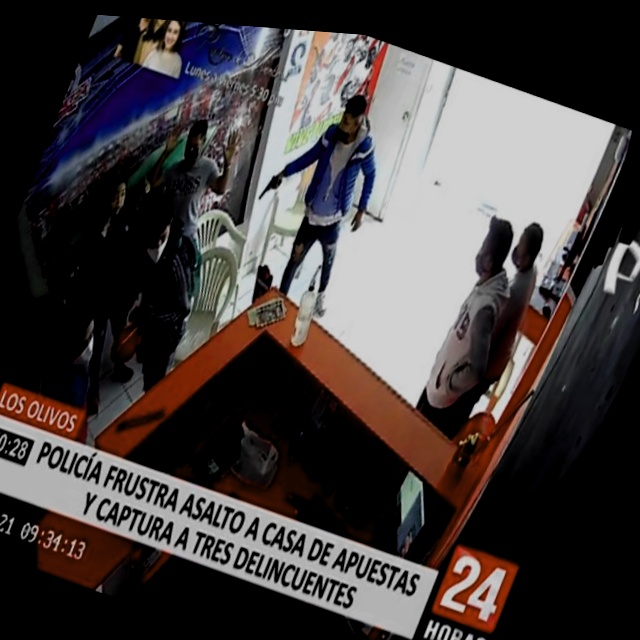 LOS OLIVOS
0:28
POLICÍA FRUSTRA ASALTO A CASA DE APUESTAS
Y CAPTURA A TRES DELINCUENTES
21 09:34:13
24
HORAS